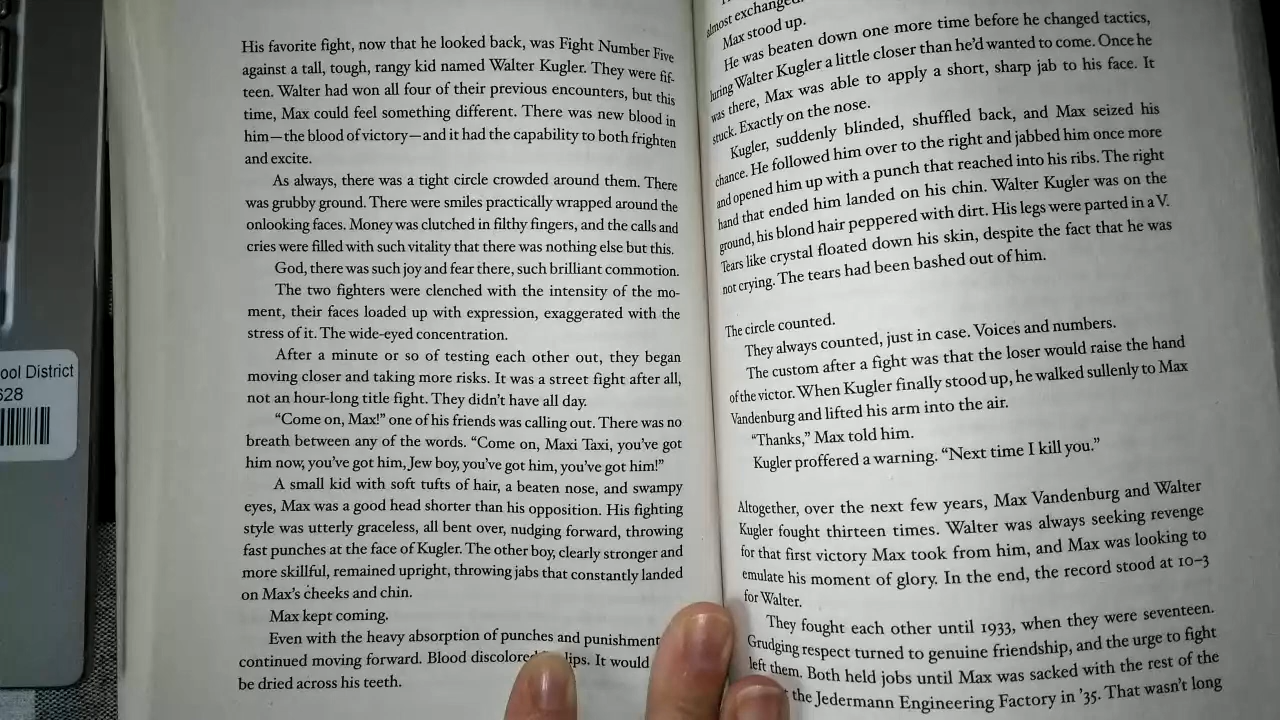 ool District
628
His favorite fight, now that he looked back, was Fight Number Five
against a tall, tough, rangy kid named Walter Kugler. They were fif-
teen. Walter had won all four of their previous encounters, but this
time, Max could feel something different. There was new blood in
him—the blood of victory—and it had the capability to both frighten
and excite.
As always, there was a tight circle crowded around them. There
was grubby ground. There were smiles practically wrapped around the
onlooking faces. Money was clutched in filthy fingers, and the calls and
cries were filled with such vitality that there was nothing else but this.
God, there was such joy and fear there, such brilliant commotion.
The two fighters were clenched with the intensity of the mo-
ment, their faces loaded up with expression, exaggerated with the
stress of it. The wide-eyed concentration.
After a minute or so of testing each other out, they began
moving closer and taking more risks. It was a street fight after all,
not an hour-long title fight. They didn't have all day.
"Come on, Max!" one of his friends was calling out. There was no
breath between any of the words. "Come on, Maxi Taxi, you've got
him now, you've got him, Jew boy, you've got him, you've got him!"
A small kid with soft tufts of hair, a beaten nose, and swampy
eyes, Max was a good head shorter than his opposition. His fighting
style was utterly graceless, all bent over, nudging forward, throwing
fast punches at the face of Kugler. The other boy, clearly stronger and
more skillful, remained upright, throwing jabs that constantly landed
on Max's cheeks and chin.
Max kept coming.
Even with the heavy absorption of punches and punishment
continued moving forward. Blood discolored lips. It would
be dried across his teeth.
almost exchanged.
Max stood up.
He was beaten down one more time before he changed tactics,
luring Walter Kugler a little closer than he'd wanted to come. Once he
was there, Max was able to apply a short, sharp jab to his face. It
stuck. Exactly on the nose.
Kugler, suddenly blinded, shuffled back, and Max seized his
chance. He followed him over to the right and jabbed him once more
and opened him up with a punch that reached into his ribs. The right
hand that ended him landed on his chin. Walter Kugler was on the
ground, his blond hair peppered with dirt. His legs were parted in a V.
Tears like crystal floated down his skin, despite the fact that he was
not crying. The tears had been bashed out of him.
The circle counted.
They always counted, just in case. Voices and numbers.
The custom after a fight was that the loser would raise the hand
of the victor. When Kugler finally stood up, he walked sullenly to Max
Vandenburg and lifted his arm into the air.
"Thanks," Max told him.
Kugler proffered a warning. "Next time I kill you."
Altogether, over the next few years, Max Vandenburg and Walter
Kugler fought thirteen times. Walter was always seeking revenge
for that first victory Max took from him, and Max was looking to
emulate his moment of glory. In the end, the record stood at 10–3
for Walter.
They fought each other until 1933, when they were seventeen.
Grudging respect turned to genuine friendship, and the urge to fight
left them. Both held jobs until Max was sacked with the rest of the
the Jedermann Engineering Factory in '35. That wasn't long